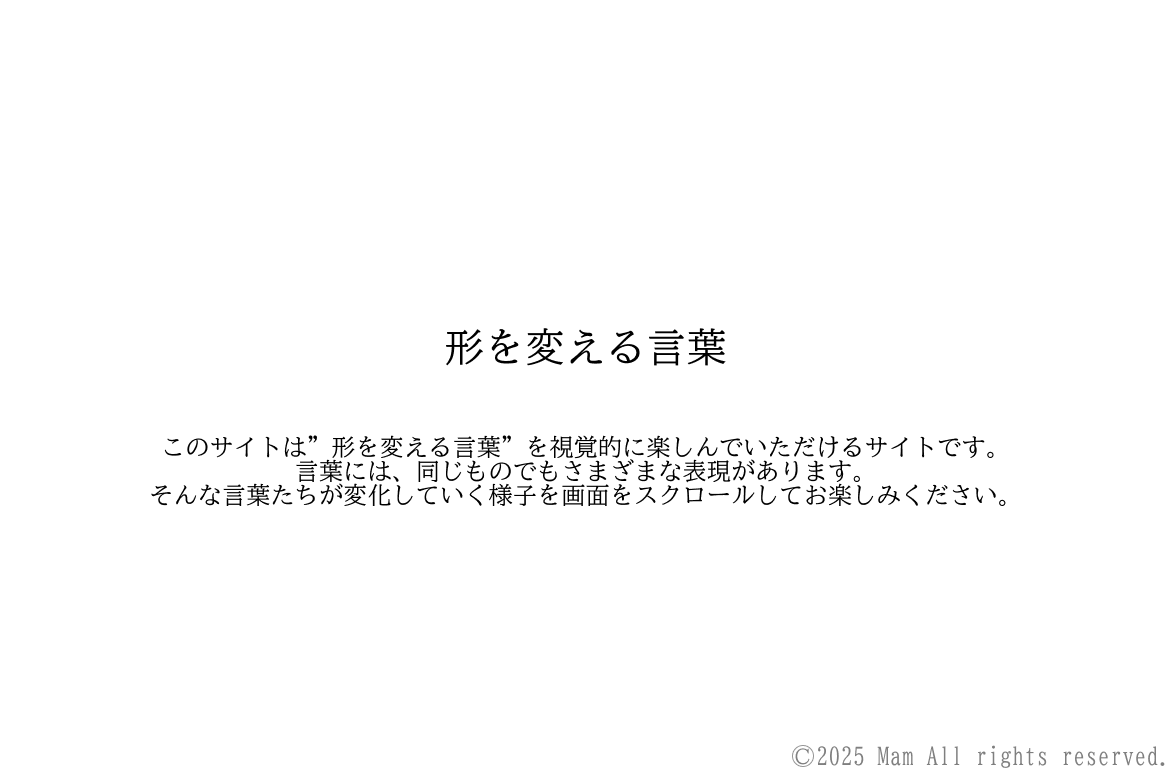 形を変える言葉
このサイトは”形を変える言葉”を視覚的に楽しんでいただけるサイトです。
言葉には、同じものでもさまざまな表現があります。
そんな言葉たちが変化していく様子を画面をスクロールしてお楽しみください。
©2025 Mam All rights reserved.